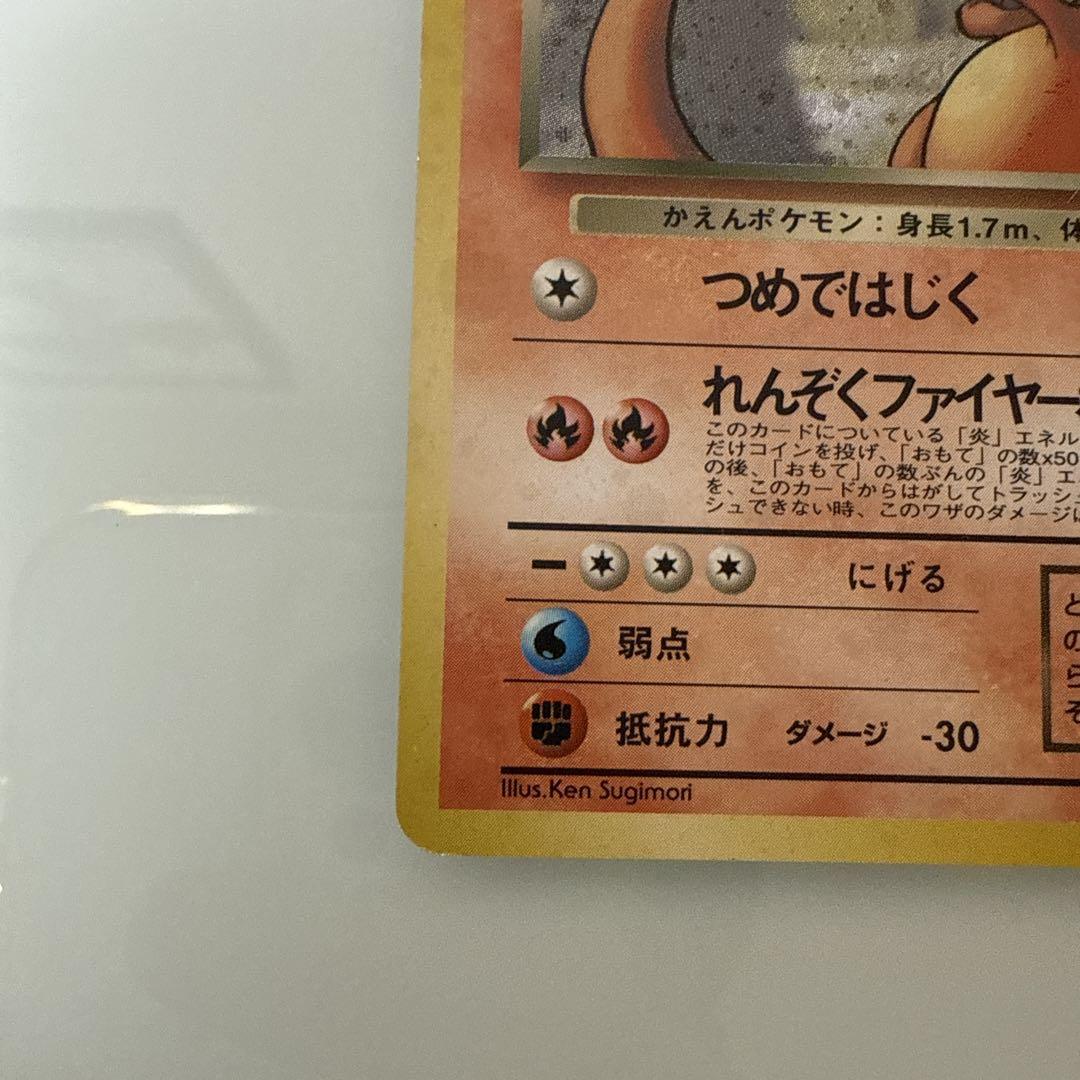 かえんポケモン：身長1.7m、体
つめではじく
れんぞくファイヤー
このカードについている「炎」エネル
だけコインを投げ、「おもて」の数x50
の後、「おもて」の数ぶんの「炎」エ
を、このカードからはがしてトラッシュ
シュできない時、このワザのダメージに
にげる
弱点
抵抗力 ダメージ -30
と
の
ら
そ
Illus.Ken Sugimori